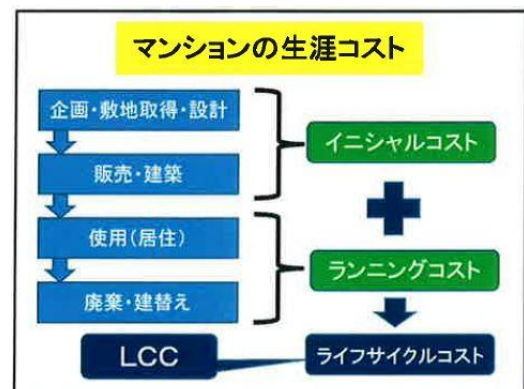 マンションの生涯コスト
企画・敷地取得・設計
販売・建築
使用(居住)
廃棄・建替え
イニシャルコスト
ランニングコスト
LCC
ライフサイクルコスト